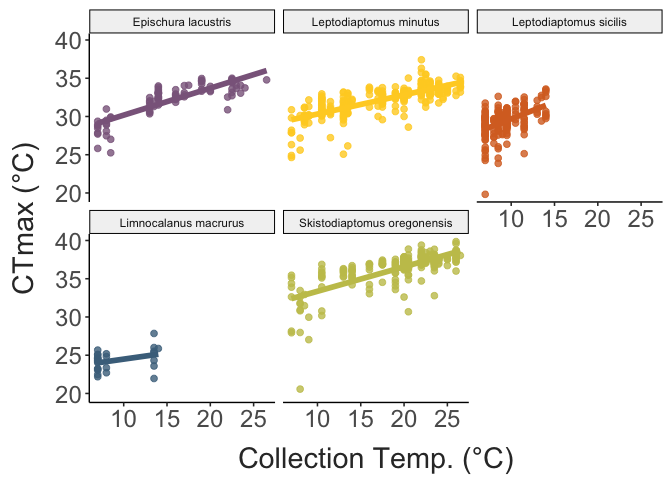 Epischura lacustris
Leptodiaptomus minutus
Leptodiaptomus sicilis
40
35
30
25
20
10 15 20 25
Limnocalanus macrurus
Skistodiaptomus oregonensis
40
35
30
25
20
10 15 20 25
10 15 20 25
CTmax (°C)
Collection Temp. (°C)